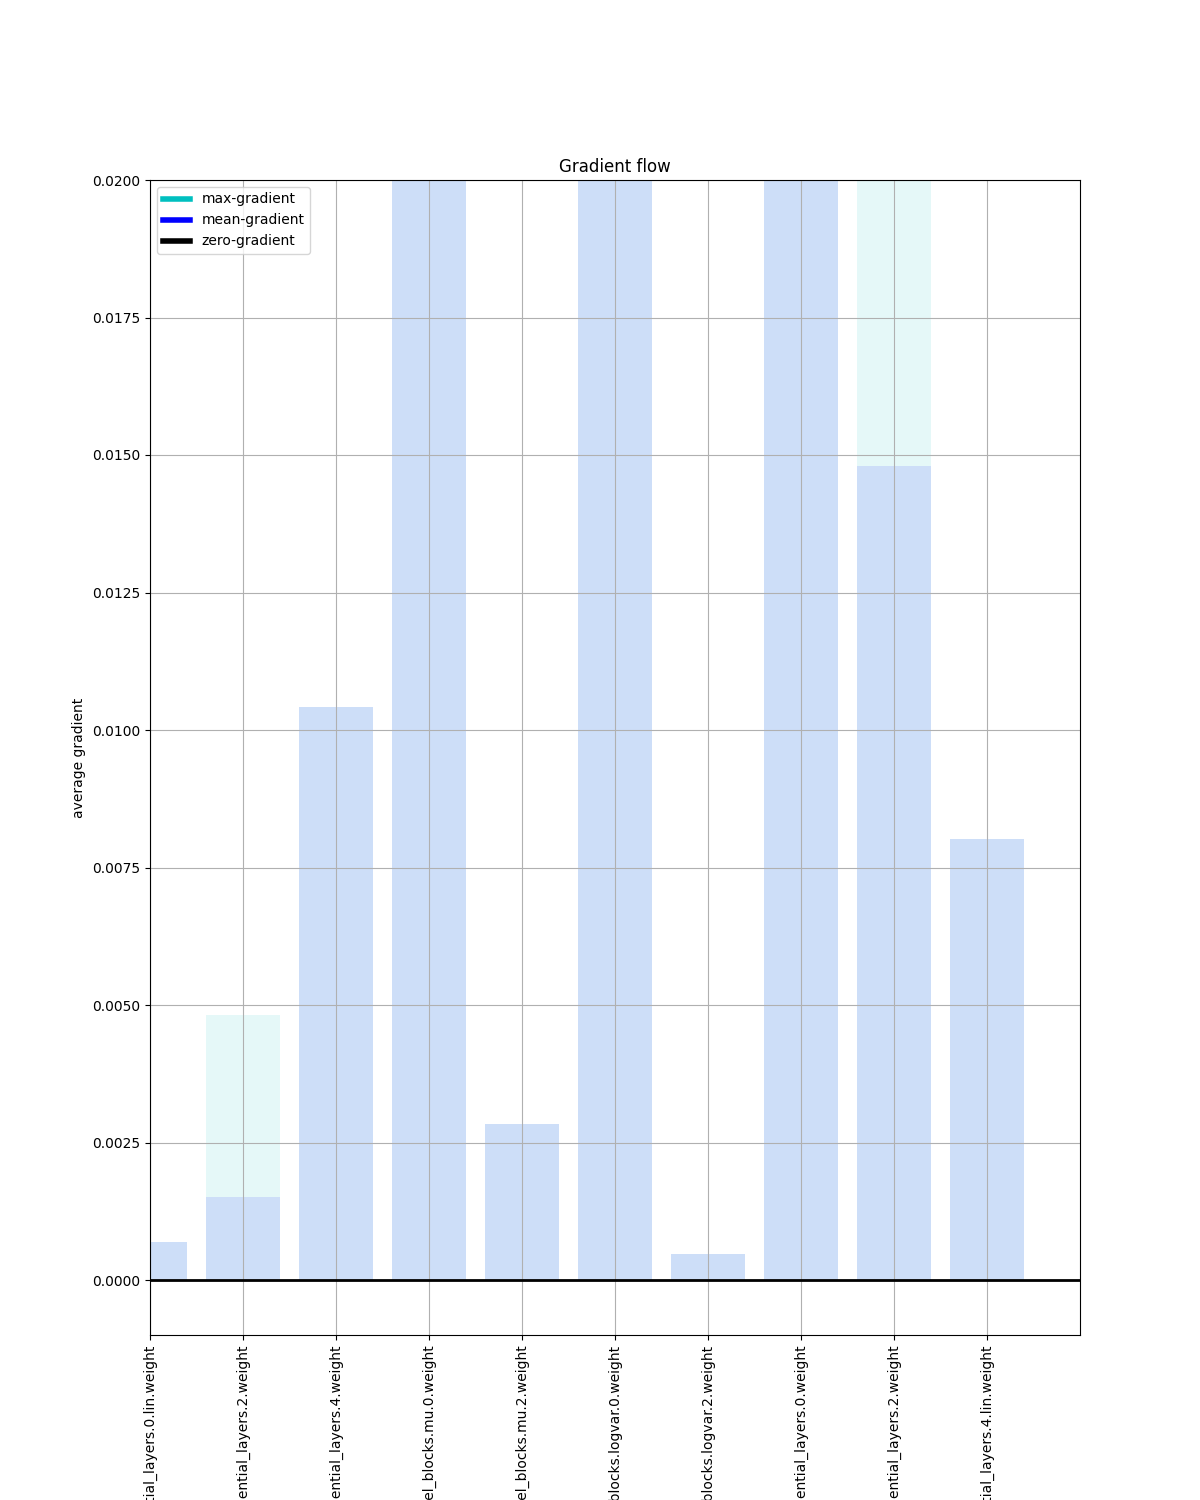 Gradient flow
max-gradient
mean-gradient
zero-gradient
0.0200
0.0175
0.0150
0.0125
0.0100
0.0075
0.0050
0.0025
0.0000
average gradient
tial_layers.0.lin.weight
ential_layers.2.weight
ential_layers.4.weight
el_blocks.mu.0.weight
el_blocks.mu.2.weight
blocks.logvar.0.weight
blocks.logvar.2.weight
ential_layers.0.weight
ential_layers.2.weight
tial_layers.4.lin.weight